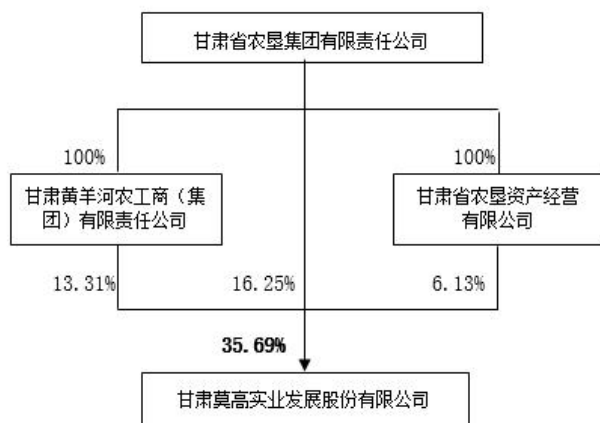 甘肃省农垦集团有限责任公司
100%
100%
甘肃黄羊河农工商（集
团）有限责任公司
甘肃省农垦资产经营
有限公司
13.31%
16.25%
6.13%
35.69%
甘肃莫高实业发展股份有限公司